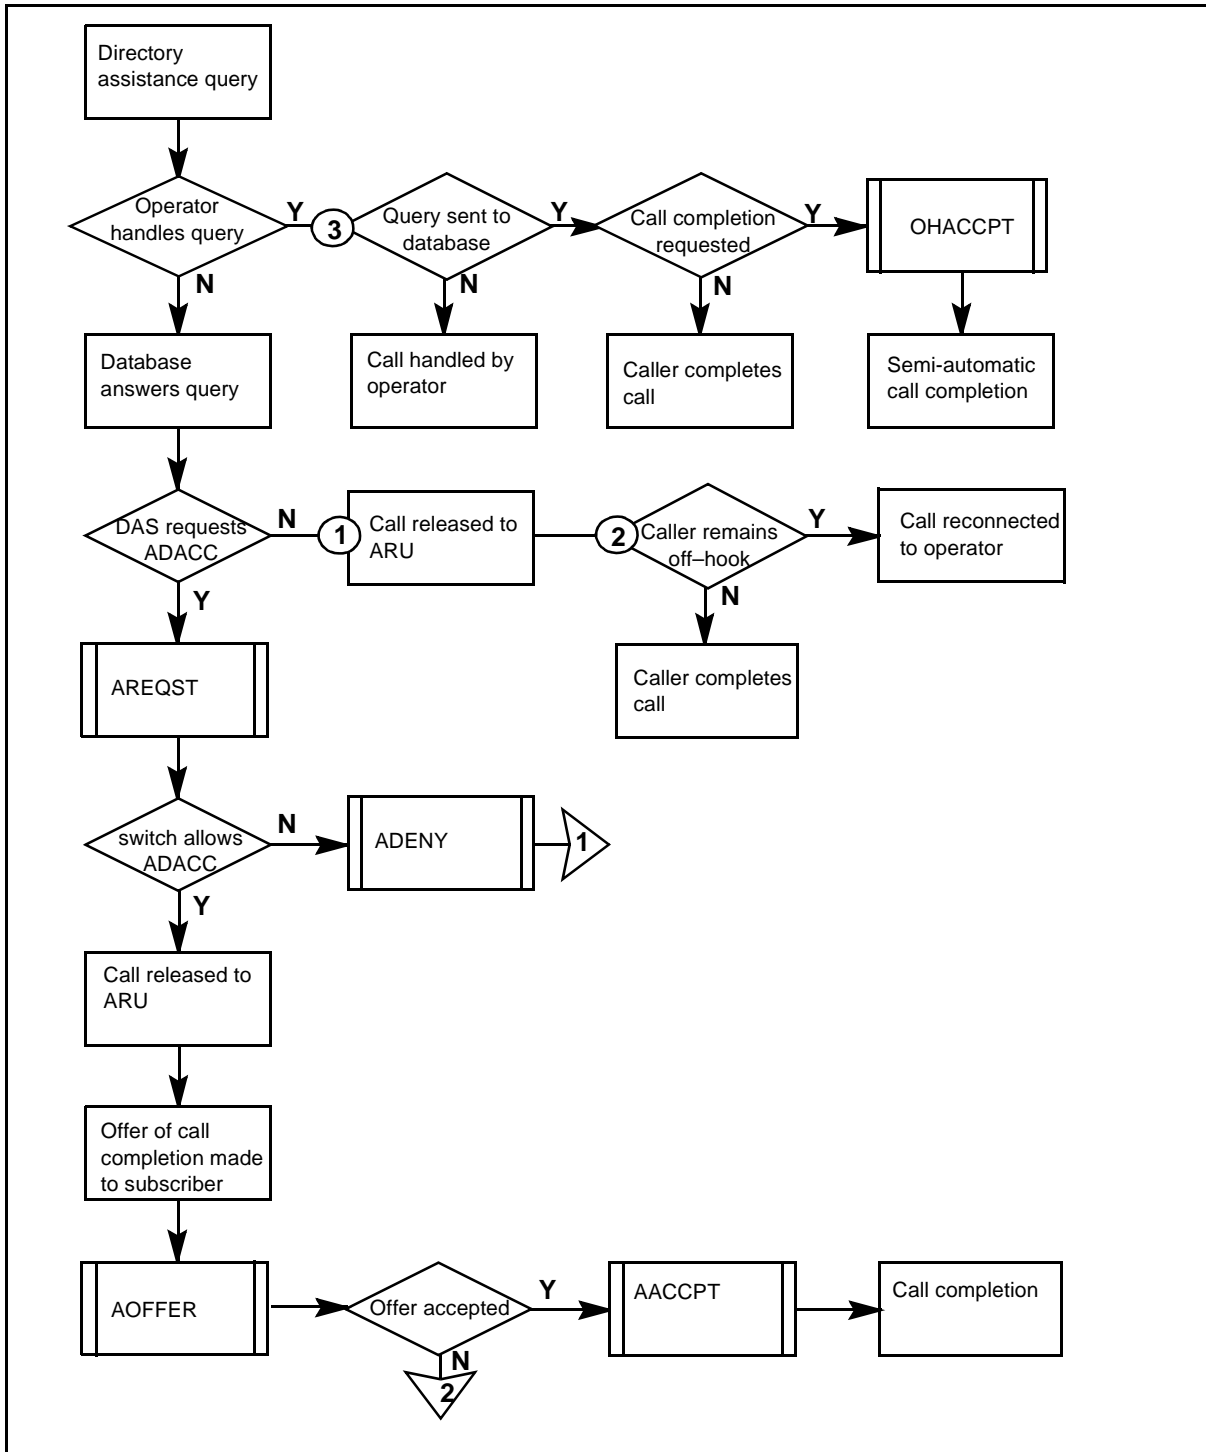 Directory
assistance query
Operator
handles query
Y
3
Query sent to
database
Y
Call completion
requested
Y
OHACCPT
N
N
N
Database
answers query
Call handled by
operator
Caller completes
call
Semi-automatic
call completion
DAS requests
ADACC
N
1
Call released to
ARU
2
Caller remains
off–hook
Y
Call reconnected
to operator
Y
N
AREQST
Caller completes
call
switch allows
ADACC
N
ADENY
1
Y
Call released to
ARU
Offer of call
completion made
to subscriber
AOFFER
Offer accepted
Y
AACCPT
Call completion
N
2